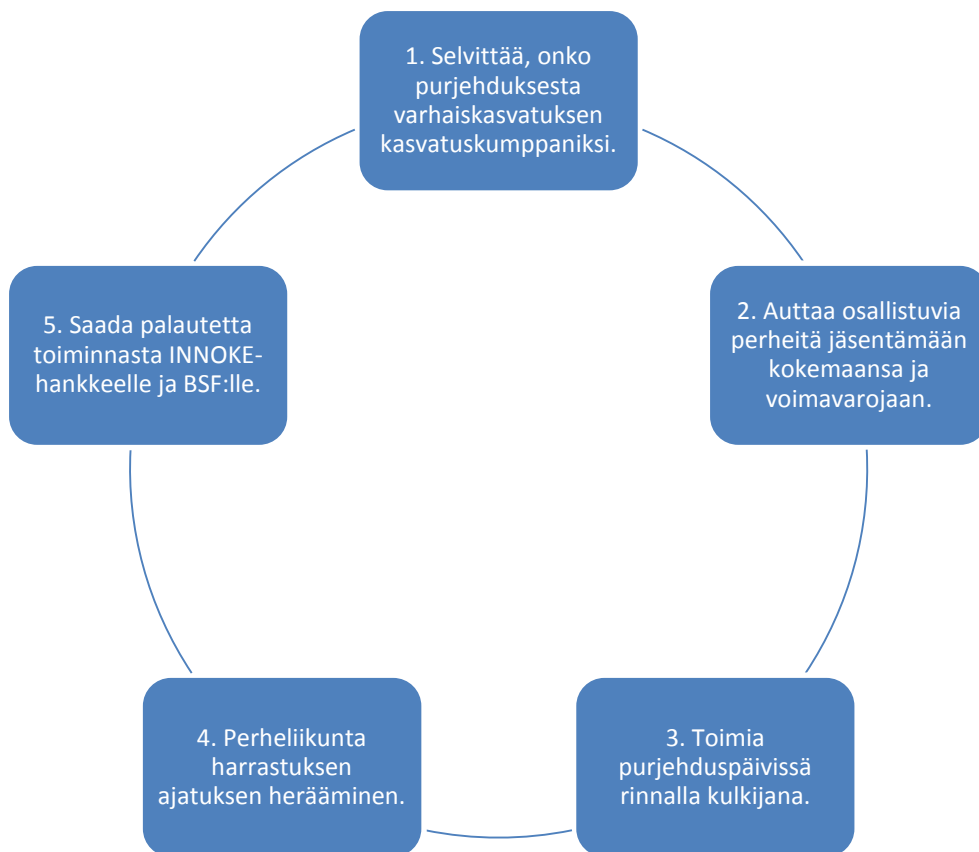 1. Selvittää, onko
purjehduksesta
varhaiskasvatuksen
kasvatuskumppaniksi.
2. Auttaa osallistuvia
perheitä jäsentämään
kokemaansa ja
voimavarojaan.
3. Toimia
purjehduspäivissä
rinnalla kulkijana.
4. Perheliikunta
harrastuksen
ajatuksen herääminen.
5. Saada palautetta
toiminnasta INNOKE-
hankkeelle ja BSF:lle.